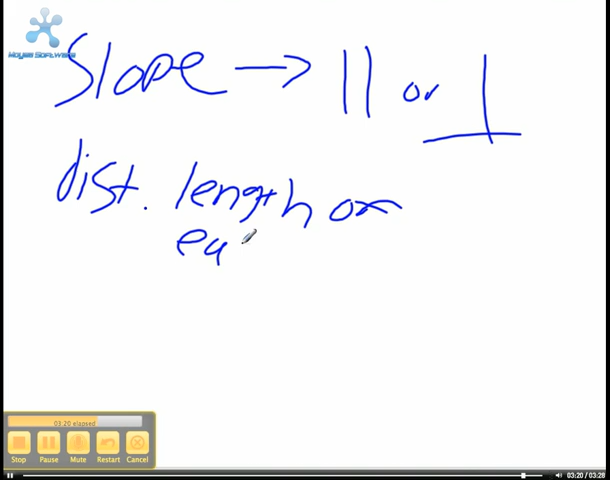 Moyea Software
Slope → || or ⊥
dist. length or
eq
03:20 elapsed
Stop Pause Mute Restart Cancel
03:20 / 03:28